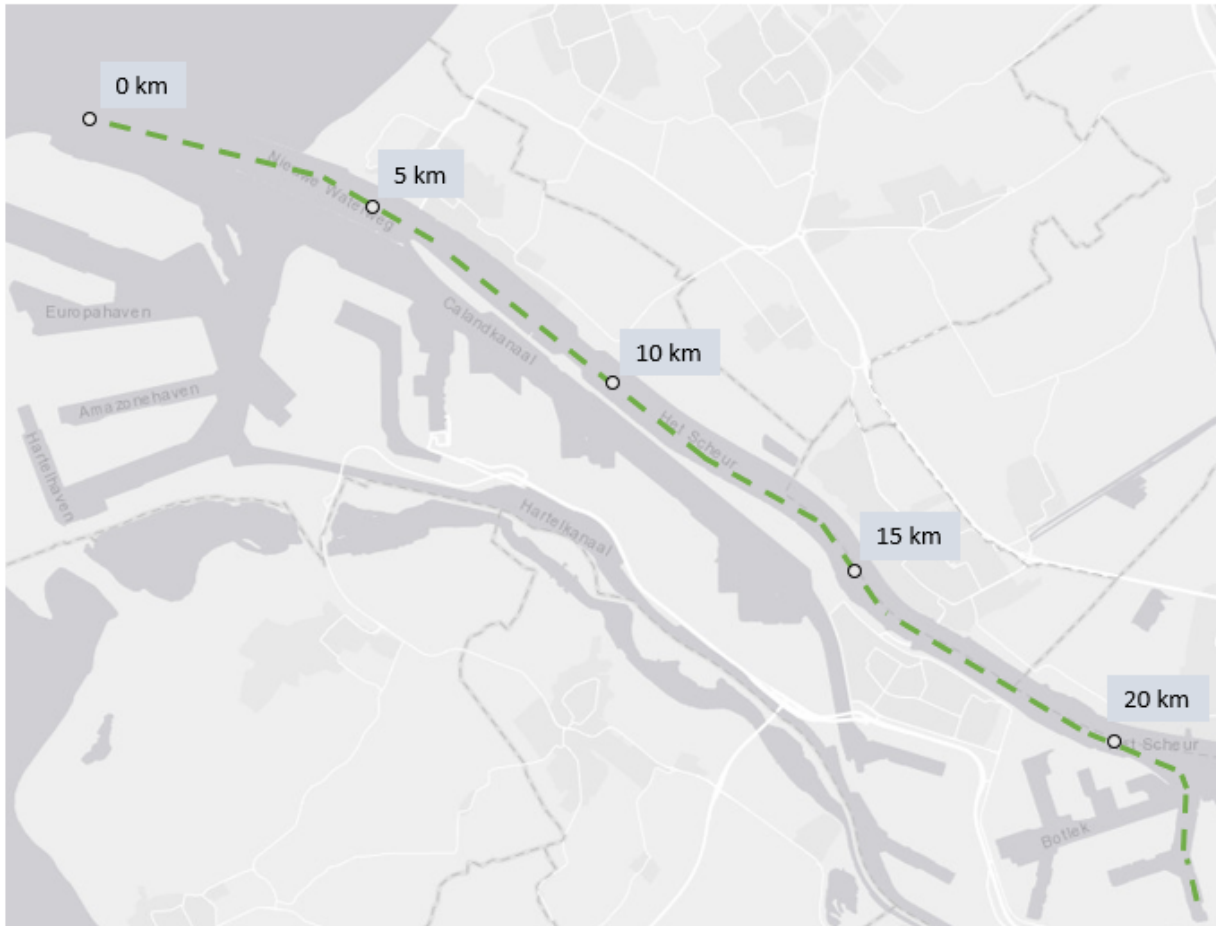 0 km
Nieuwe Waterweg
5 km
Europahaven
Calandkanaal
10 km
Amazonehaven
Hartelhaven
Het Scheur
Hartelkanaal
15 km
20 km
Scheur
Botlek